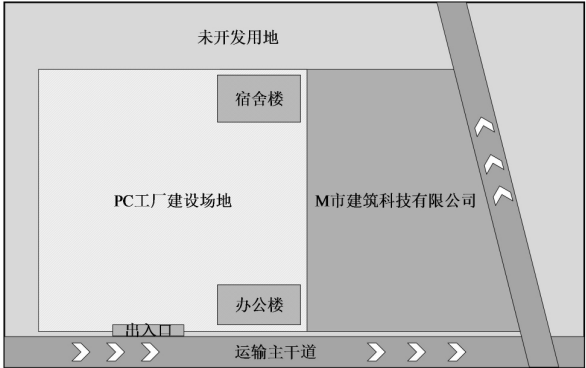 未开发用地
宿舍楼
PC工厂建设场地
M市建筑科技有限公司
办公楼
出入口
运输主干道